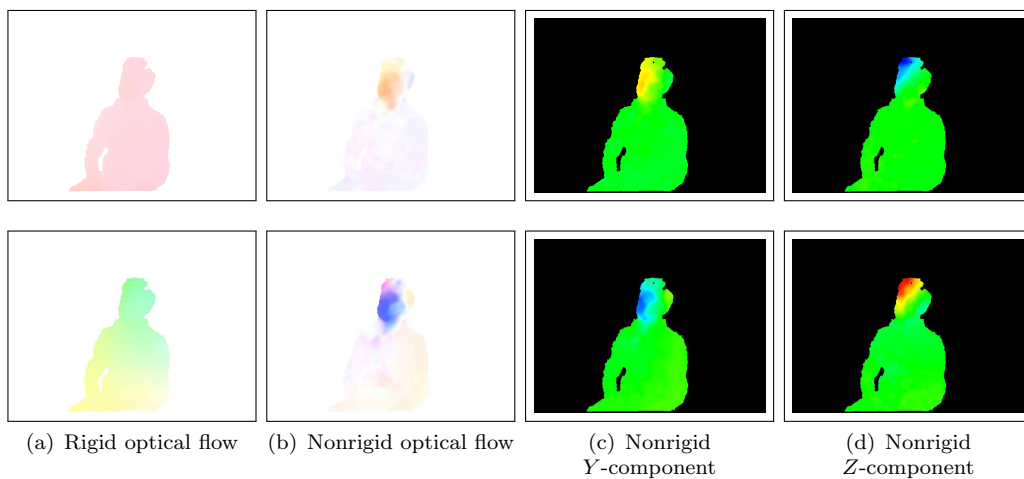 (a) Rigid optical flow
(b) Nonrigid optical flow
(c) Nonrigid
Y-component
(d) Nonrigid
Z-component